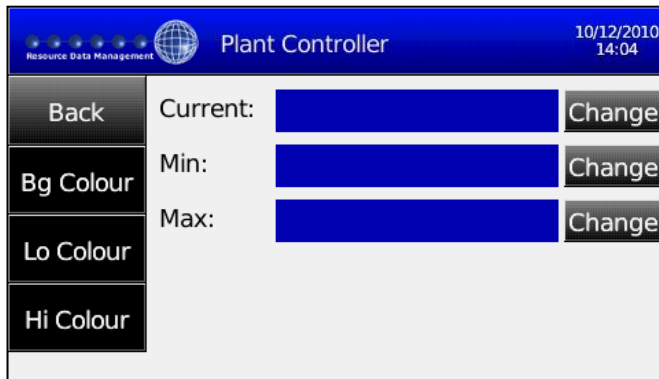 Resource Data Management
Plant Controller
10/12/2010
14:04
Back
Bg Colour
Lo Colour
Hi Colour
Current:
Change
Min:
Change
Max:
Change